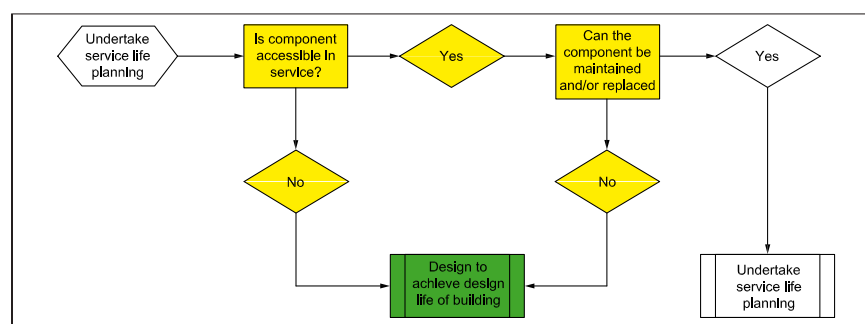 Undertake
service life
planning
Is component
accessible in
service?
Yes
Can the
component be
maintained
and/or replaced
Yes
No
No
Design to
achieve design
life of building
Undertake
service life
planning